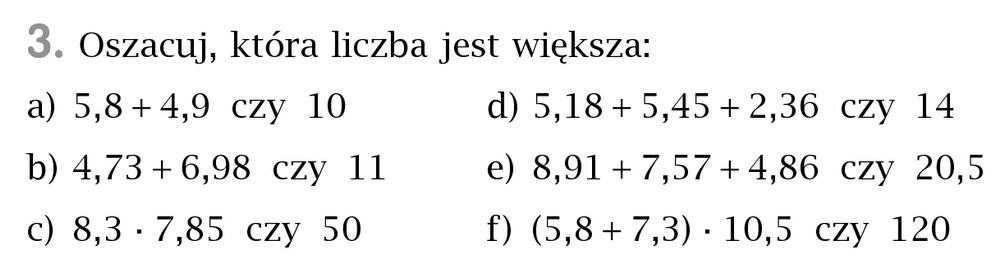 3. Oszacuj, która liczba jest większa:
a) 5,8 + 4,9 czy 10
d) 5,18 + 5,45 + 2,36 czy 14
b) 4,73 + 6,98 czy 11
e) 8,91 + 7,57 + 4,86 czy 20,5
c) 8,3 · 7,85 czy 50
f) (5,8 + 7,3) · 10,5 czy 120